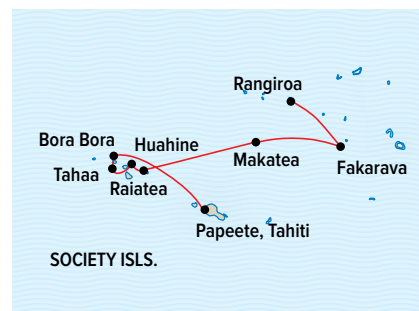 Rangiroa
Bora Bora
Huahine
Makatea
Fakarava
Tahaa
Raiatea
Papeete, Tahiti
SOCIETY ISLS.